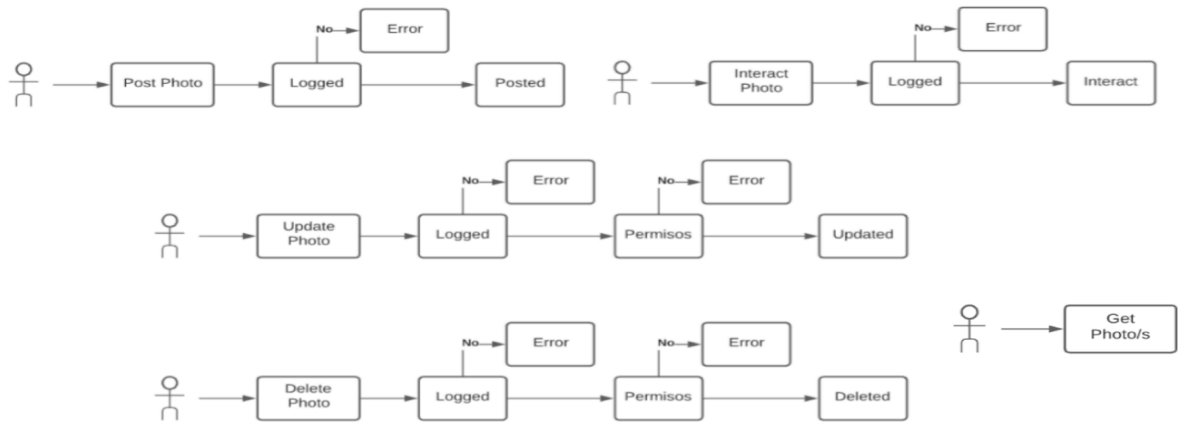 No
Error
Post Photo
Logged
Posted
No
Error
Interact
Photo
Logged
Interact
No
Error
No
Error
Update
Photo
Logged
Permisos
Updated
Get
Photo/s
No
Error
No
Error
Delete
Photo
Logged
Permisos
Deleted